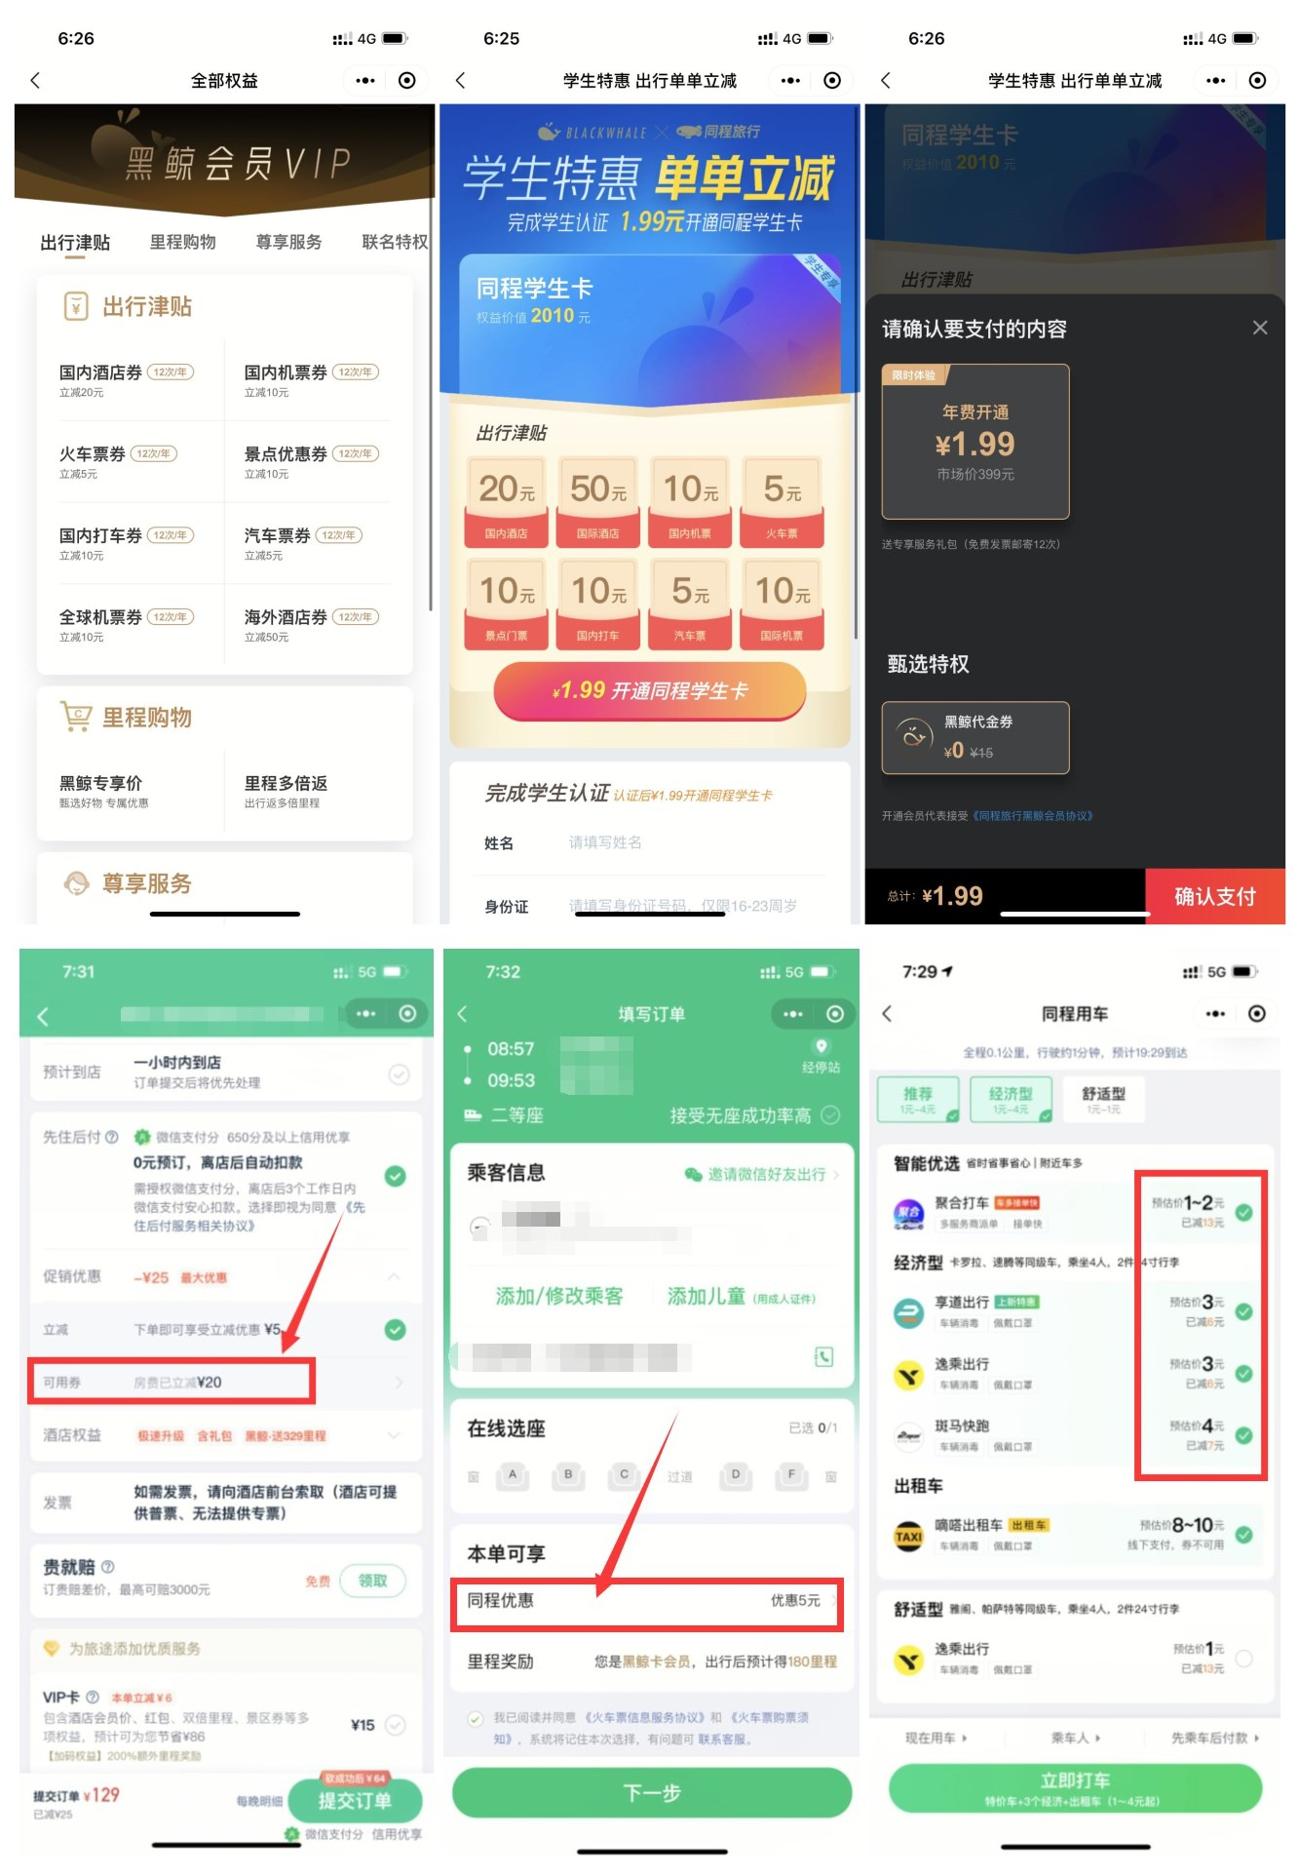 6:26
4G
全部权益
黑鲸会员VIP
出行津贴 里程购物 尊享服务 联名特权
出行津贴
国内酒店券 12次/年
立减20元
国内机票券 12次/年
立减10元
火车票券 12次/年
立减5元
景点优惠券 12次/年
立减10元
国内打车券 12次/年
立减10元
汽车票券 12次/年
立减5元
全球机票券 12次/年
立减10元
海外酒店券 12次/年
立减50元
里程购物
黑鲸专享价
甄选好物 专属优惠
里程多倍返
出行返多倍里程
尊享服务
6:25
4G
学生特惠 出行单单立减
BLACKWHALE × 同程旅行
学生特惠 单单立减
完成学生认证 1.99元开通同程学生卡
同程学生卡
权益价值 2010 元
学生专享
出行津贴
20元 50元 10元 5元
国内酒店 国际酒店 国内机票 火车票
10元 10元 5元 10元
景点门票 国内打车 汽车票 国际机票
¥1.99 开通同程学生卡
完成学生认证 认证后¥1.99开通同程学生卡
姓名 请填写姓名
身份证 请填写身份证号码，仅限16-23周岁
6:26
4G
学生特惠 出行单单立减
同程学生卡
权益价值 2010 元
学生专享
出行津贴
请确认要支付的内容
限时体验
年费开通
¥1.99
市场价399元
送专享服务礼包（免费发票邮寄12次）
甄选特权
黑鲸代金券
¥0 ¥15
开通会员代表接受《同程旅行黑鲸会员协议》
总计：¥1.99
确认支付
7:31
5G
预计到店 一小时内到店
订单提交后将优先处理
先住后付 微信支付分 650分及以上信用优享
0元预订，离店后自动扣款
需授权微信支付分，离店后3个工作日内
微信支付安心扣款，选择即视为同意《先
住后付服务相关协议》
促销优惠 -¥25 最大优惠
立减 下单即可享受立减优惠 ¥5
可用券 房费已立减¥20
酒店权益 极速升级 含礼包 黑鲸·送329里程
发票 如需发票，请向酒店前台索取（酒店可提
供普票、无法提供专票）
贵就赔
订贵赔差价，最高可赔3000元
免费 领取
为旅途添加优质服务
VIP卡 本单立减¥6
包含酒店会员价、红包、双倍里程、景区券等多
项权益，预计可为您节省¥86
【加码权益】200%额外里程奖励
¥15
提交订单 ¥129
已减¥25
每晚明细
砍成功后¥64
提交订单
微信支付分 信用优享
7:32
5G
填写订单
08:57
09:53
经停站
二等座 接受无座成功率高
乘客信息 邀请微信好友出行
添加/修改乘客 添加儿童（用成人证件）
在线选座 已选 0/1
窗 A B C 过道 D F 窗
本单可享
同程优惠 优惠5元
里程奖励 您是黑鲸卡会员，出行后预计得180里程
我已阅读并同意《火车票信息服务协议》和《火车票购票须
知》，系统将记住本次选择，有问题可 联系客服。
下一步
7:29
5G
同程用车
全程0.1公里，行驶约1分钟，预计19:29到达
推荐
1元~4元
经济型
1元~4元
舒适型
1元~1元
智能优选 省时省事省心 | 附近车多
聚合
聚合打车 车多接单快
多服务商派单 接单快
预估价1~2元
已减13元
经济型 卡罗拉、速腾等同级车，乘坐4人，2件24寸行李
享道出行 上新特惠
车辆消毒 佩戴口罩
预估价3元
已减6元
逸乘出行
车辆消毒 佩戴口罩
预估价3元
已减6元
斑马快跑
车辆消毒 佩戴口罩
预估价4元
已减7元
出租车
TAXI
嘀嗒出租车 出租车
车辆消毒 佩戴口罩
预估价8~10元
线下支付，券不可用
舒适型 雅阁、帕萨特等同级车，乘坐4人，2件24寸行李
逸乘出行
车辆消毒 佩戴口罩
预估价1元
已减13元
现在用车 乘车人 先乘车后付款
立即打车
特价车+3个经济+出租车（1~4元起）